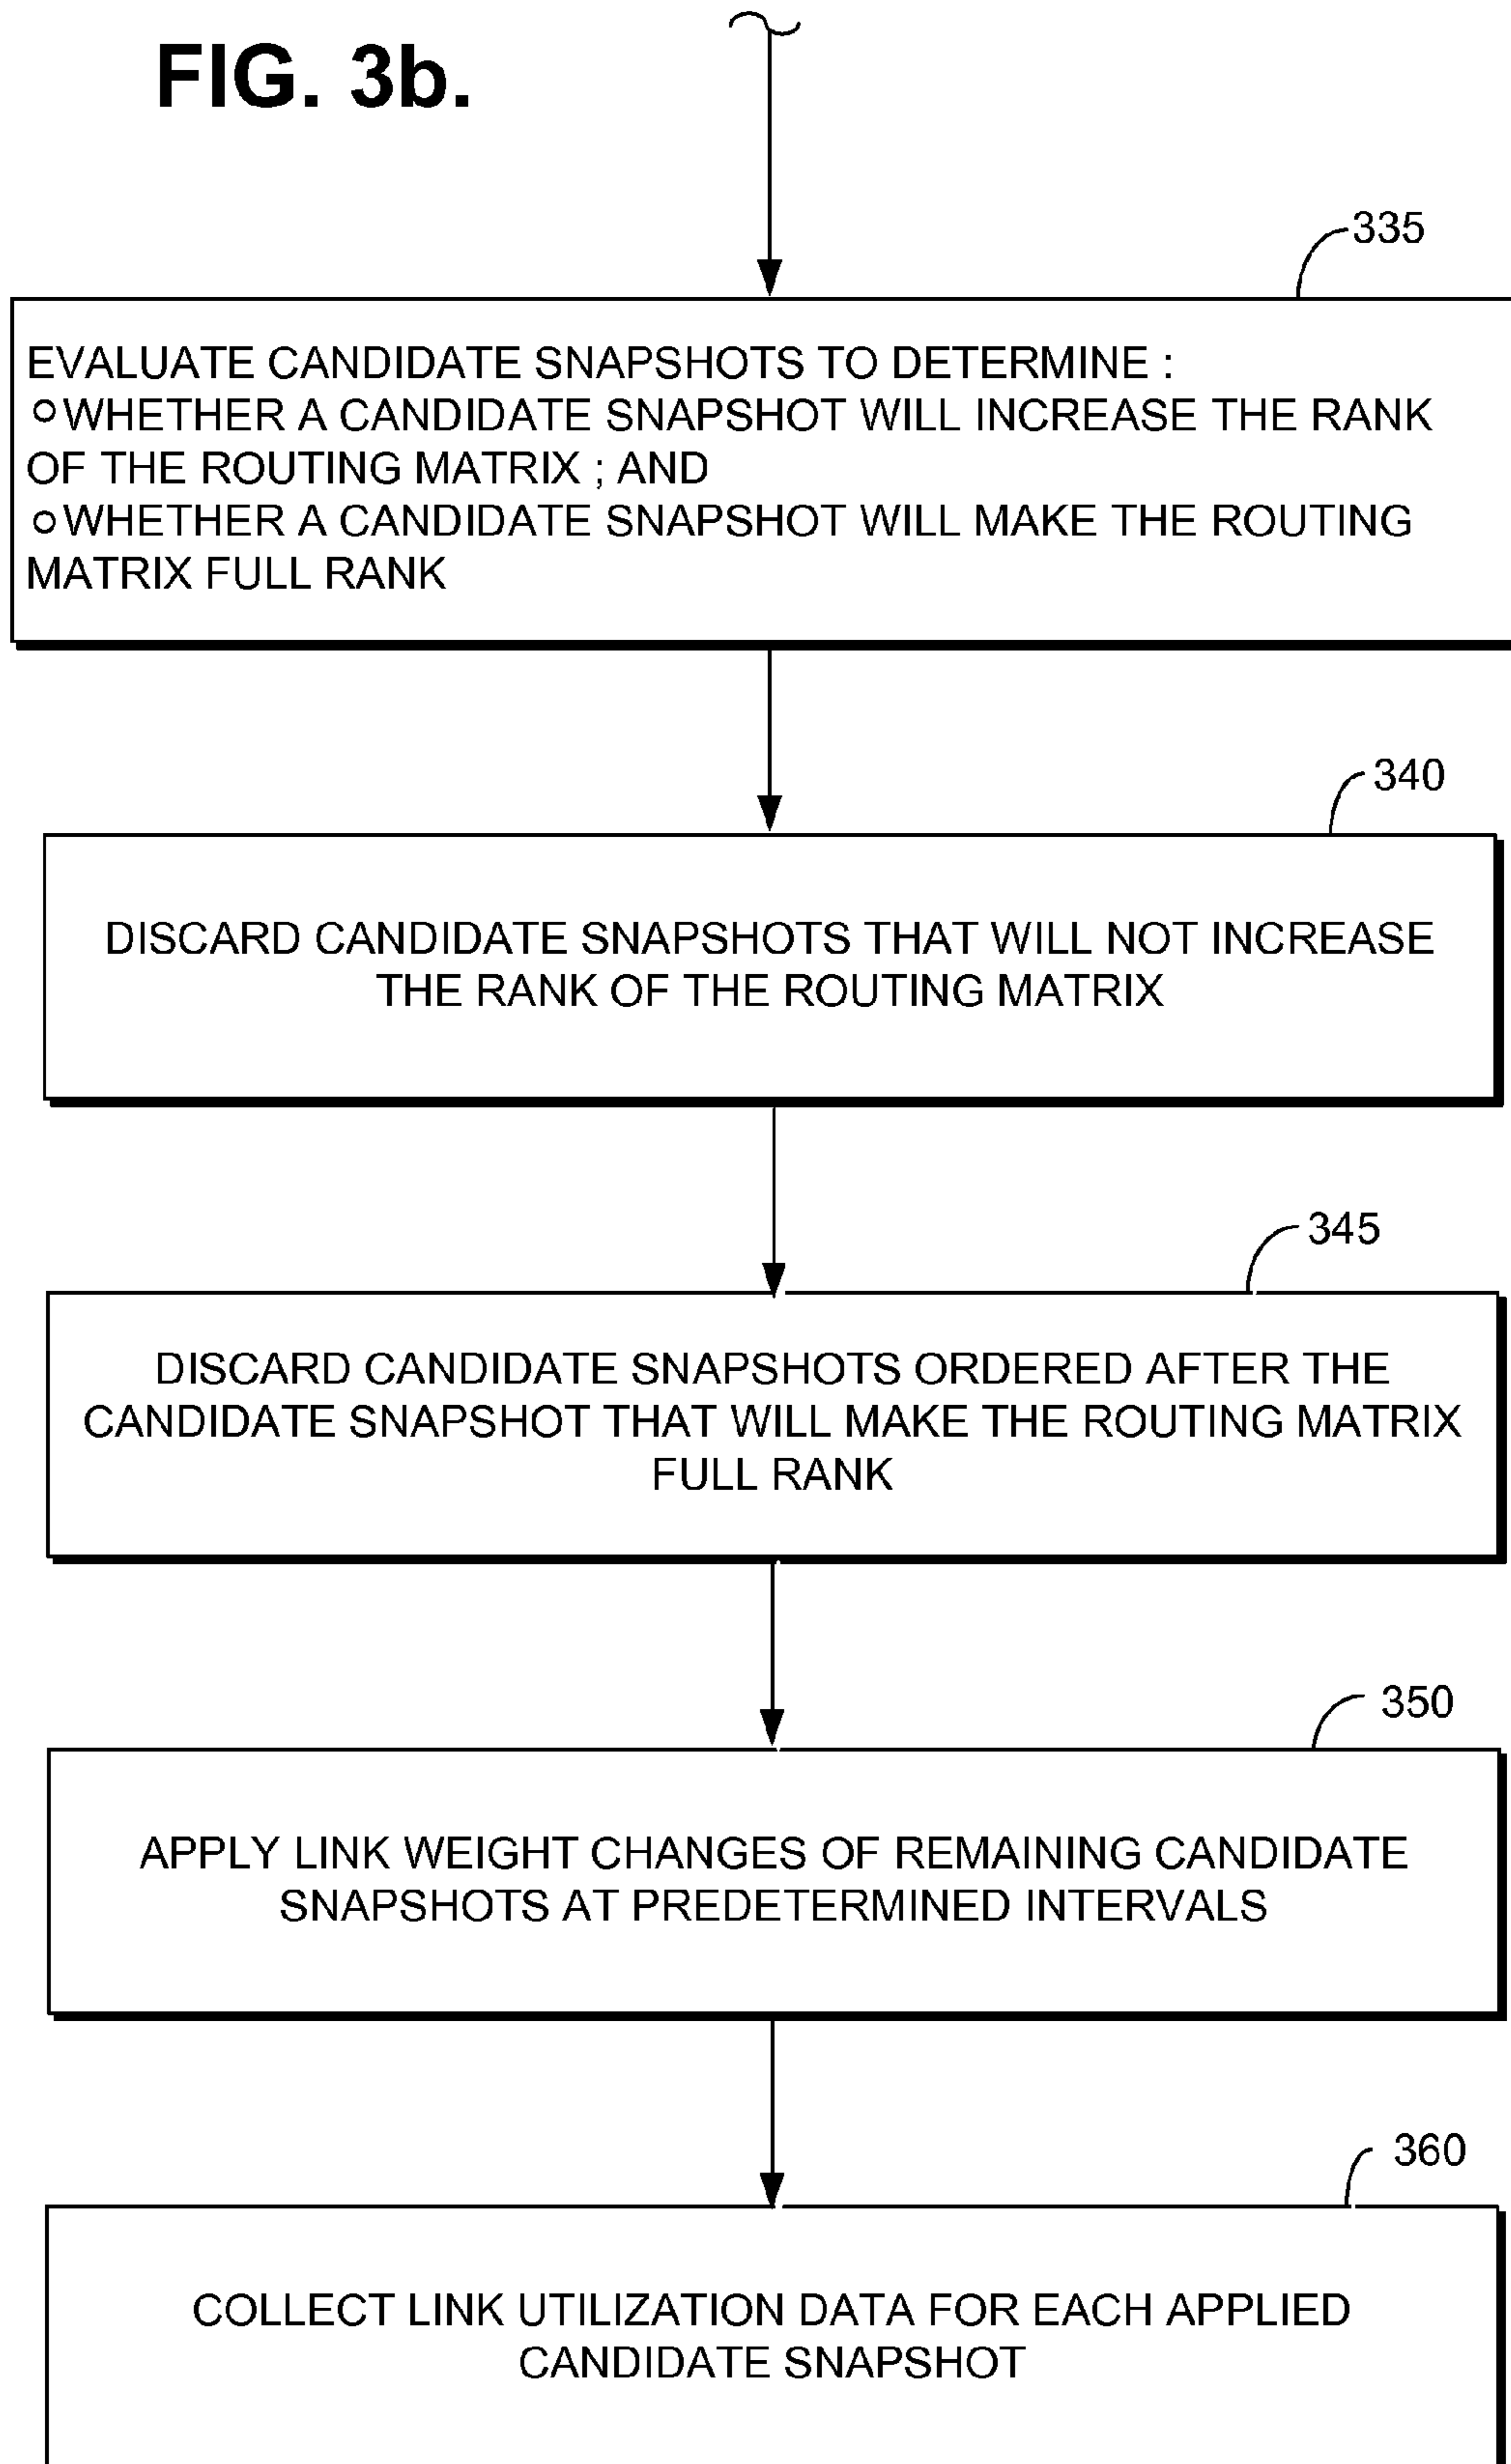 FIG. 3b.
335
EVALUATE CANDIDATE SNAPSHOTS TO DETERMINE :
○WHETHER A CANDIDATE SNAPSHOT WILL INCREASE THE RANK
OF THE ROUTING MATRIX ; AND
○WHETHER A CANDIDATE SNAPSHOT WILL MAKE THE ROUTING
MATRIX FULL RANK
340
DISCARD CANDIDATE SNAPSHOTS THAT WILL NOT INCREASE
THE RANK OF THE ROUTING MATRIX
345
DISCARD CANDIDATE SNAPSHOTS ORDERED AFTER THE
CANDIDATE SNAPSHOT THAT WILL MAKE THE ROUTING MATRIX
FULL RANK
350
APPLY LINK WEIGHT CHANGES OF REMAINING CANDIDATE
SNAPSHOTS AT PREDETERMINED INTERVALS
360
COLLECT LINK UTILIZATION DATA FOR EACH APPLIED
CANDIDATE SNAPSHOT